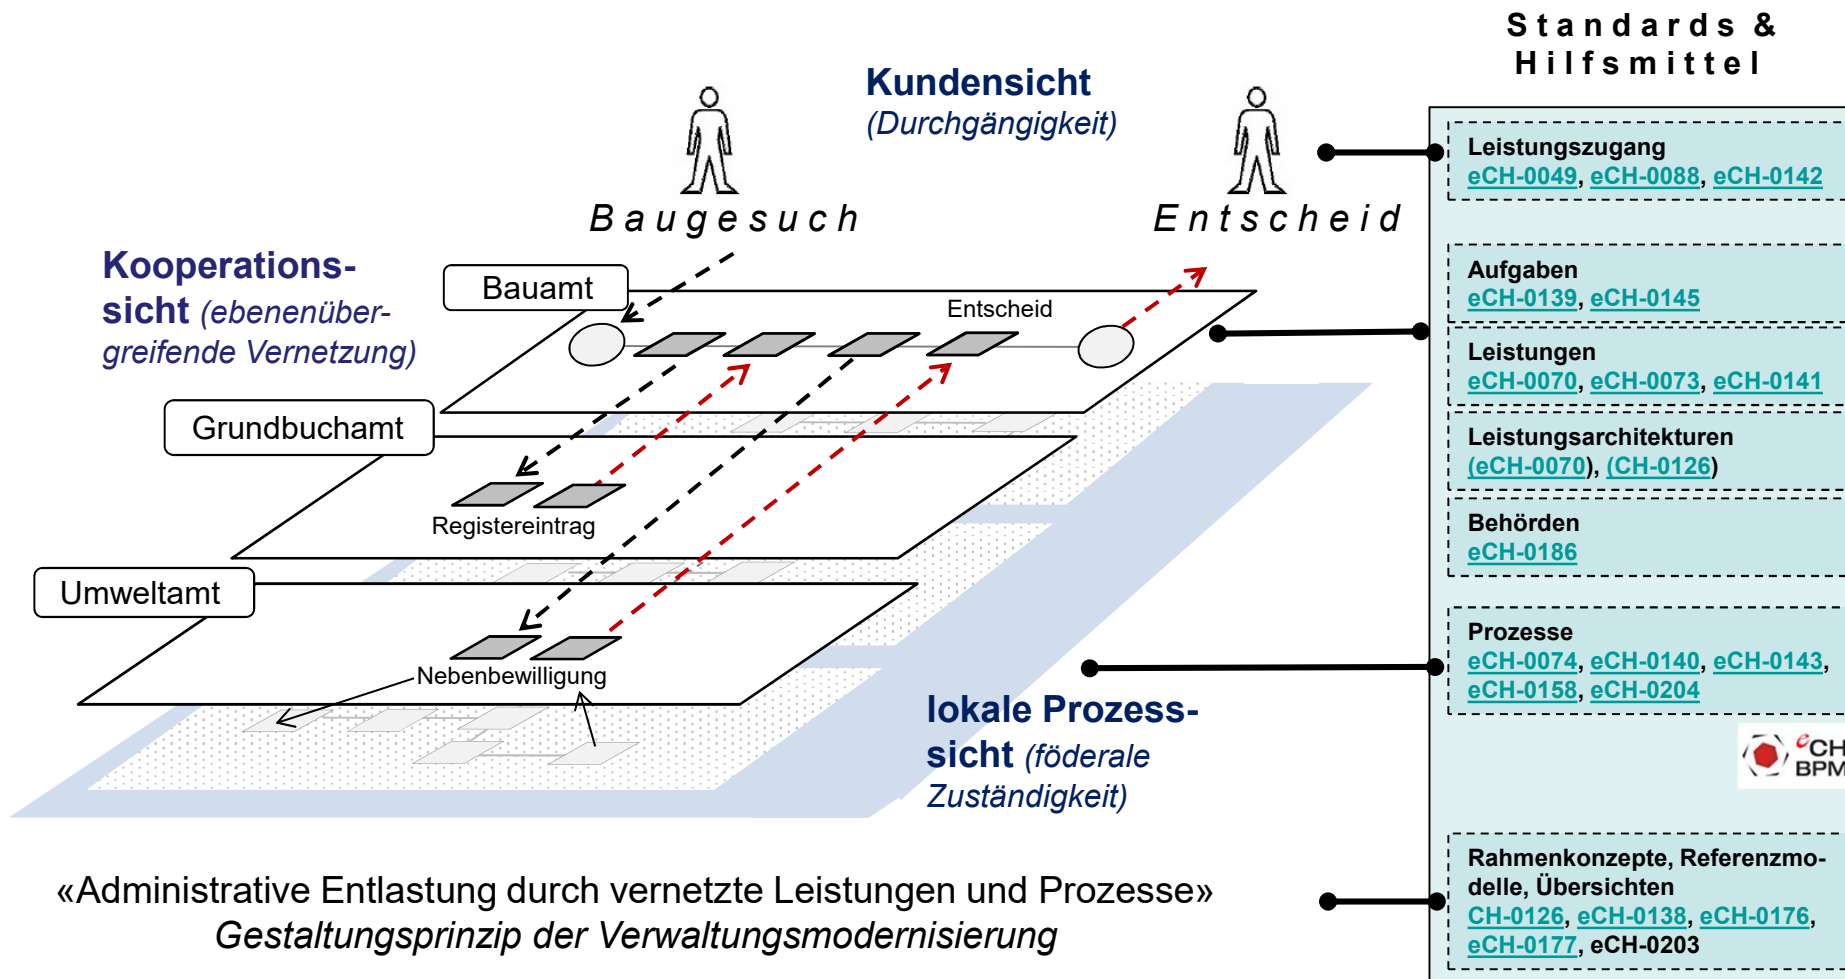 Standards &
Hilfsmittel
Kundensicht
(Durchgängigkeit)
Baugesuch
Entscheid
Kooperations-
sicht (ebenenüber-
greifende Vernetzung)
Bauamt
Entscheid
Grundbuchamt
Registereintrag
Umweltamt
Nebenbewilligung
lokale Prozess-
sicht (föderale
Zuständigkeit)
«Administrative Entlastung durch vernetzte Leistungen und Prozesse»
Gestaltungsprinzip der Verwaltungsmodernisierung
Leistungszugang
eCH-0049, eCH-0088, eCH-0142
Aufgaben
eCH-0139, eCH-0145
Leistungen
eCH-0070, eCH-0073, eCH-0141
Leistungsarchitekturen
(eCH-0070), (CH-0126)
Behörden
eCH-0186
Prozesse
eCH-0074, eCH-0140, eCH-0143,
eCH-0158, eCH-0204
eCH
BPM
Rahmenkonzepte, Referenzmo-
delle, Übersichten
CH-0126, eCH-0138, eCH-0176,
eCH-0177, eCH-0203